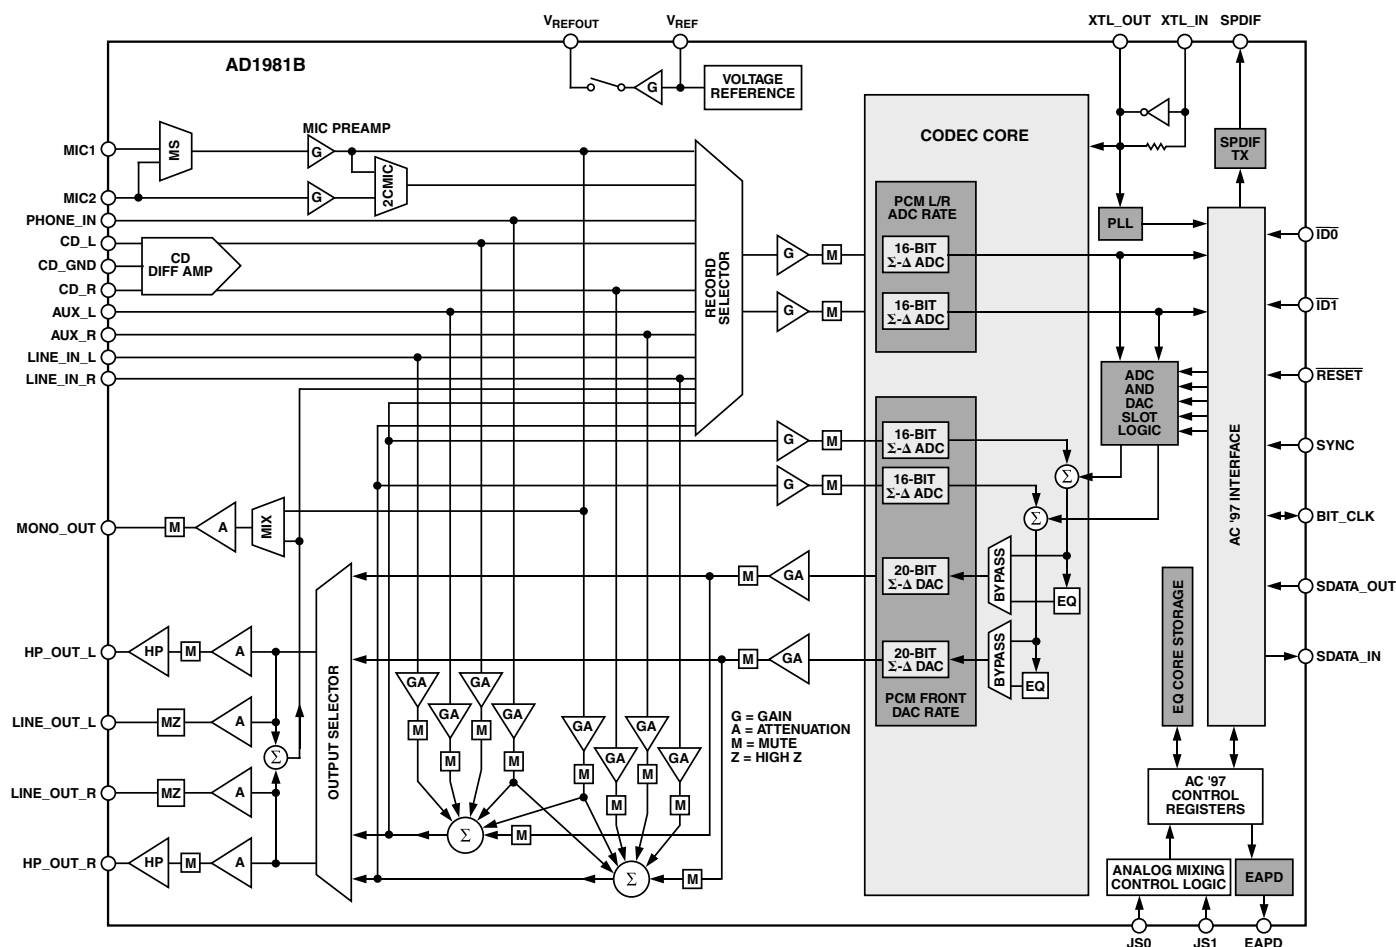 V_REFOUT
V_REF
XTL_OUT
XTL_IN
SPDIF
AD1981B
G
VOLTAGE
REFERENCE
CODEC CORE
MIC1
MS
MIC PREAMP
G
2CMIC
SPDIF
TX
MIC2
G
PHONE_IN
PCM L/R
ADC RATE
PLL
CD_L
CD_GND
CD_R
CD
DIFF AMP
RECORD
SELECTOR
G
M
16-BIT
Σ-Δ ADC
ID0
AUX_L
G
M
16-BIT
Σ-Δ ADC
ID1
AUX_R
LINE_IN_L
LINE_IN_R
ADC
AND
DAC
SLOT
LOGIC
RESET
AC '97 INTERFACE
G
M
16-BIT
Σ-Δ ADC
SYNC
G
M
16-BIT
Σ-Δ ADC
Σ
Σ
MONO_OUT
M
A
MIX
BIT_CLK
M
GA
20-BIT
Σ-Δ DAC
BYPASS
EQ
SDATA_OUT
EQ CORE STORAGE
HP_OUT_L
HP
M
A
OUTPUT SELECTOR
M
GA
20-BIT
Σ-Δ DAC
BYPASS
EQ
SDATA_IN
PCM FRONT
DAC RATE
GA
GA
GA
GA
GA
GA
GA
GA
M
M
M
M
M
M
M
M
G = GAIN
A = ATTENUATION
M = MUTE
Z = HIGH Z
LINE_OUT_L
MZ
A
Σ
LINE_OUT_R
MZ
A
AC '97
CONTROL
REGISTERS
Σ
M
HP_OUT_R
HP
M
A
Σ
M
ANALOG MIXING
CONTROL LOGIC
EAPD
JS0
JS1
EAPD